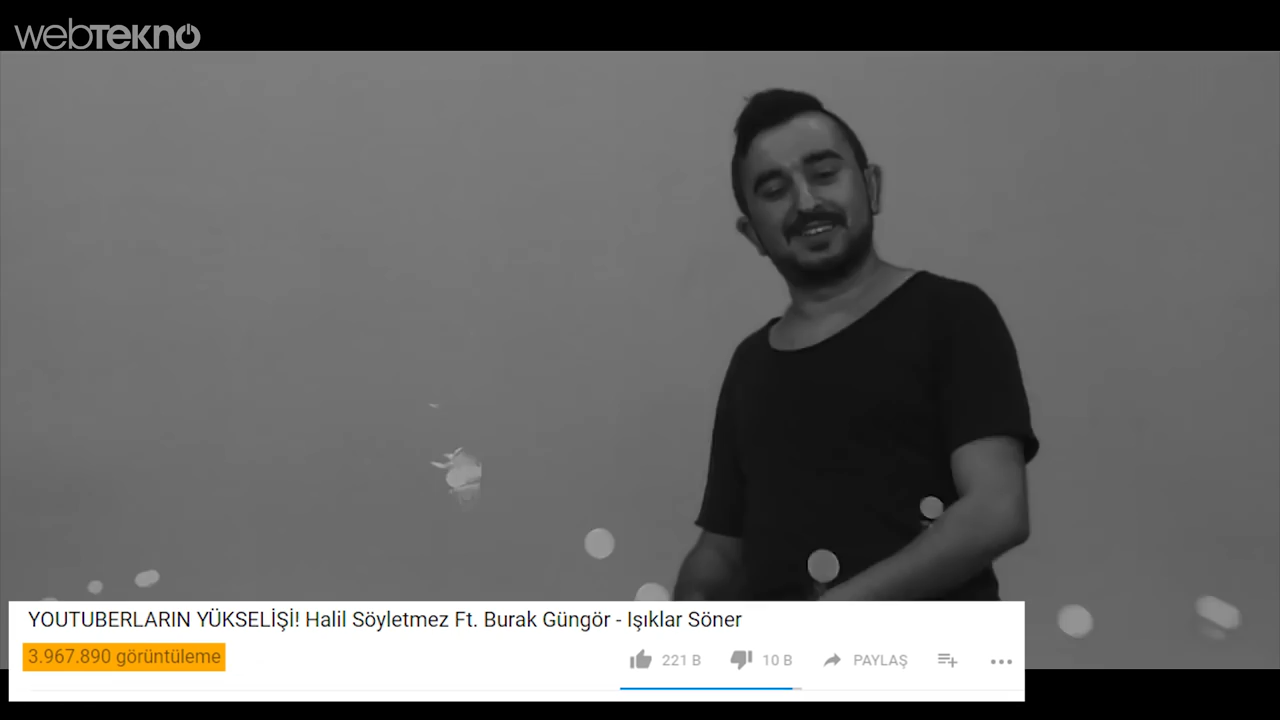 webTEKNO
YOUTUBERLARIN YÜKSELİŞİ! Halil Söyletmez Ft. Burak Güngör - Işıklar Söner
3.967.890 görüntüleme
221 B 10 B PAYLAŞ